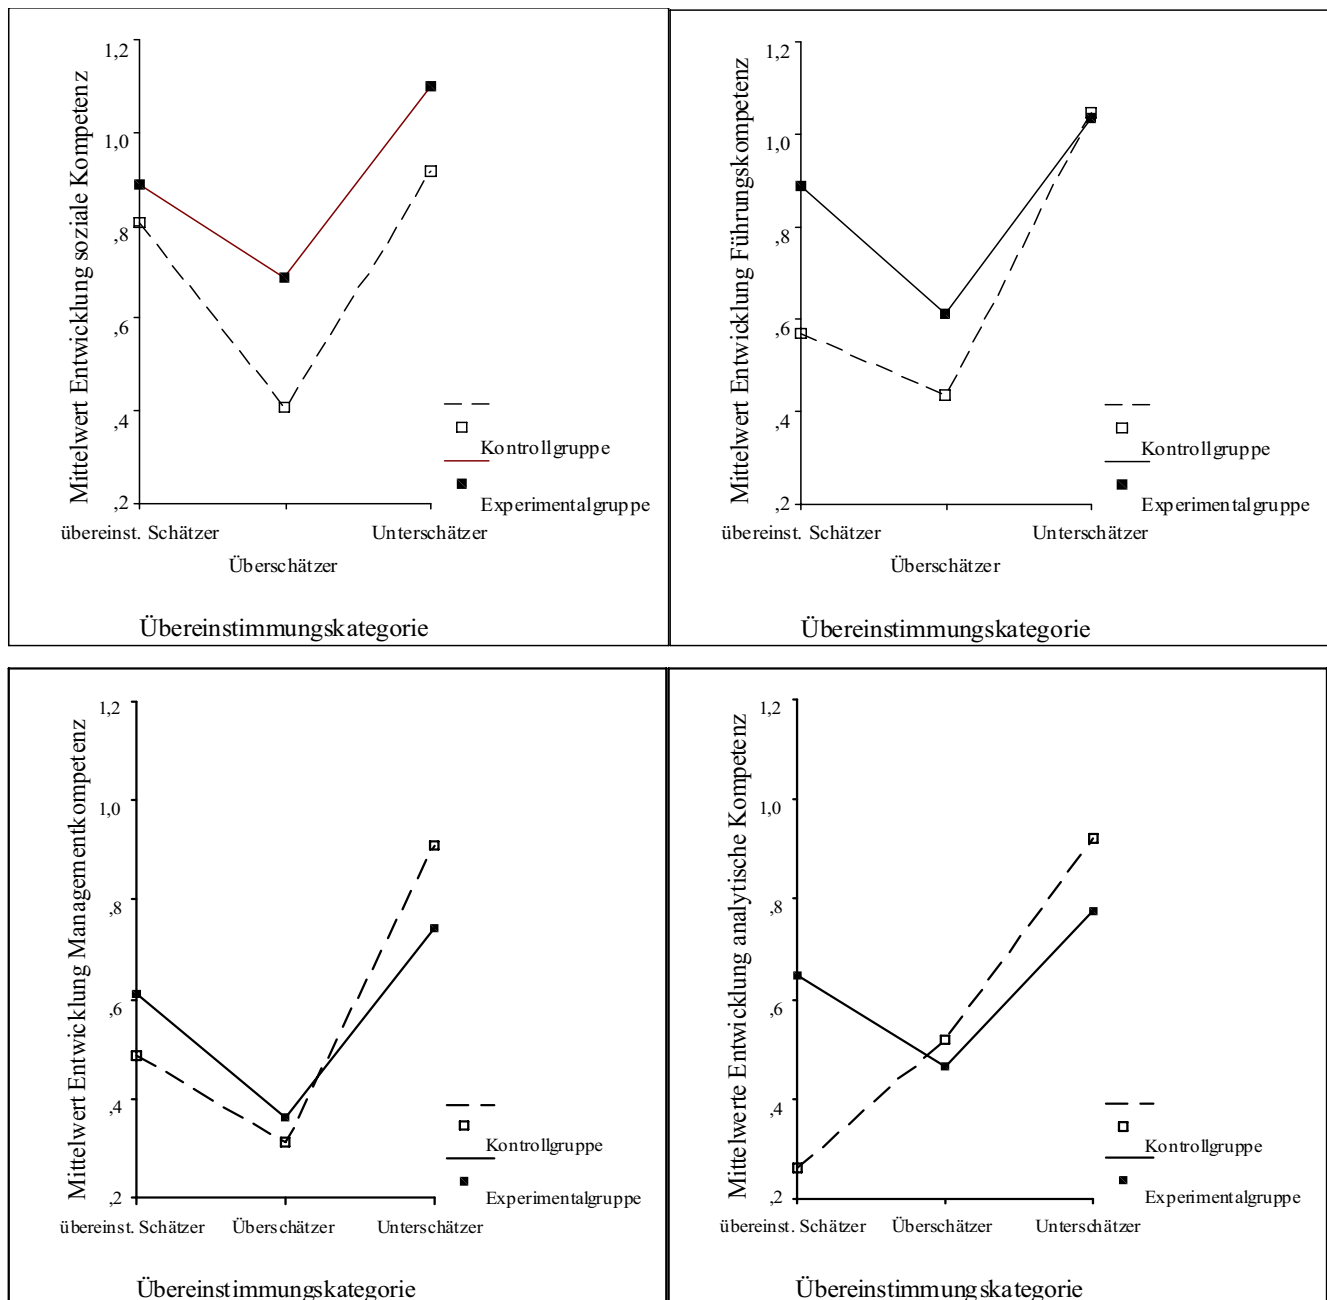 Mittelwert Entwicklung soziale Kompetenz
1,2
1,0
,8
,6
,4
,2
übereinst. Schätzer
Überschätzer
Unterschätzer
Kontrollgruppe
Experimentalgruppe
Übereinstimmungskategorie
Mittelwert Entwicklung Führungskompetenz
1,2
1,0
,8
,6
,4
,2
übereinst. Schätzer
Überschätzer
Unterschätzer
Kontrollgruppe
Experimentalgruppe
Übereinstimmungskategorie
Mittelwert Entwicklung Managementkompetenz
1,2
1,0
,8
,6
,4
,2
übereinst. Schätzer
Überschätzer
Unterschätzer
Kontrollgruppe
Experimentalgruppe
Übereinstimmungskategorie
Mittelwerte Entwicklung analytische Kompetenz
1,2
1,0
,8
,6
,4
,2
übereinst. Schätzer
Überschätzer
Unterschätzer
Kontrollgruppe
Experimentalgruppe
Übereinstimmungskategorie